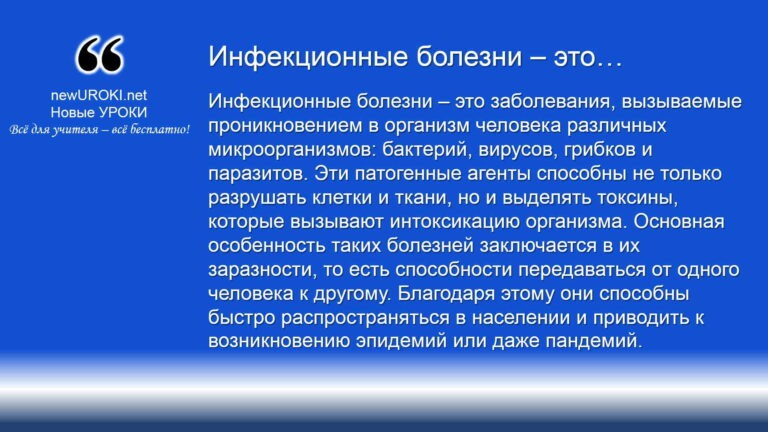 “
newUROKI.net
Новые УРОКИ
Всё для учителя – всё бесплатно!
Инфекционные болезни – это…
Инфекционные болезни – это заболевания, вызываемые
проникновением в организм человека различных
микроорганизмов: бактерий, вирусов, грибков и
паразитов. Эти патогенные агенты способны не только
разрушать клетки и ткани, но и выделять токсины,
которые вызывают интоксикацию организма. Основная
особенность таких болезней заключается в их
заразности, то есть способности передаваться от одного
человека к другому. Благодаря этому они способны
быстро распространяться в населении и приводить к
возникновению эпидемий или даже пандемий.